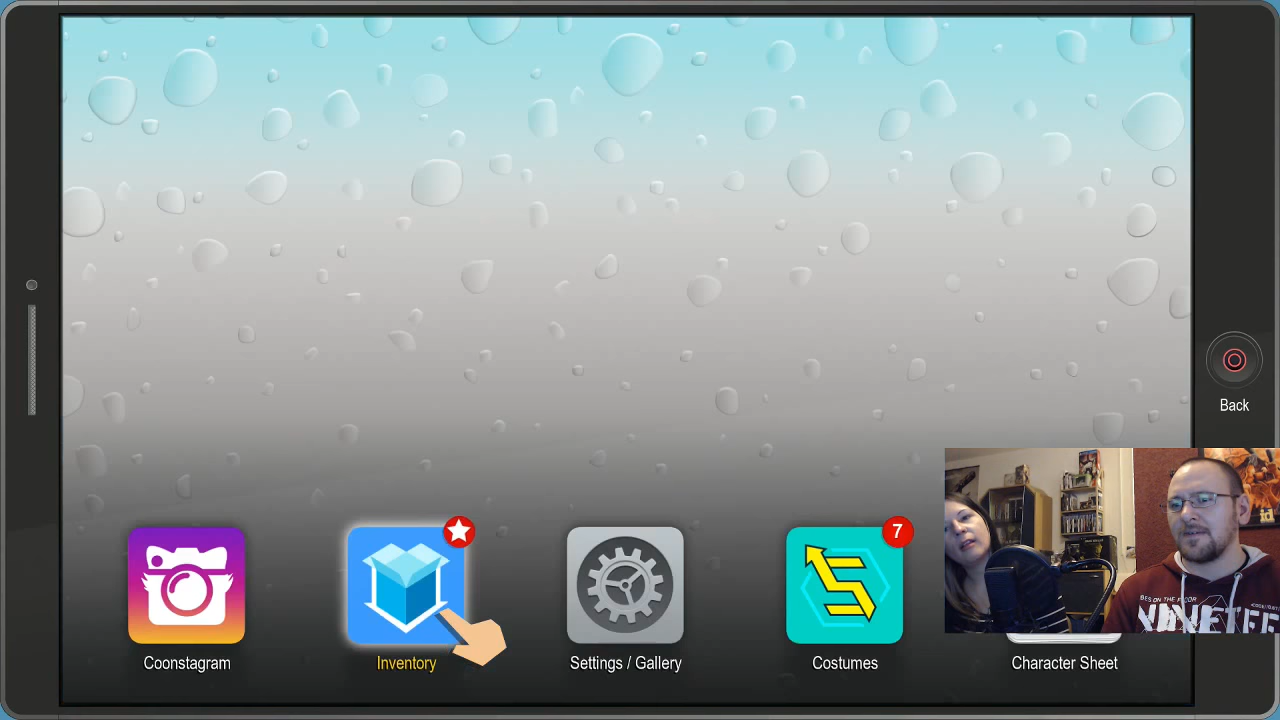 Back
7
Coonstagram
Inventory
Settings / Gallery
Costumes
Character Sheet